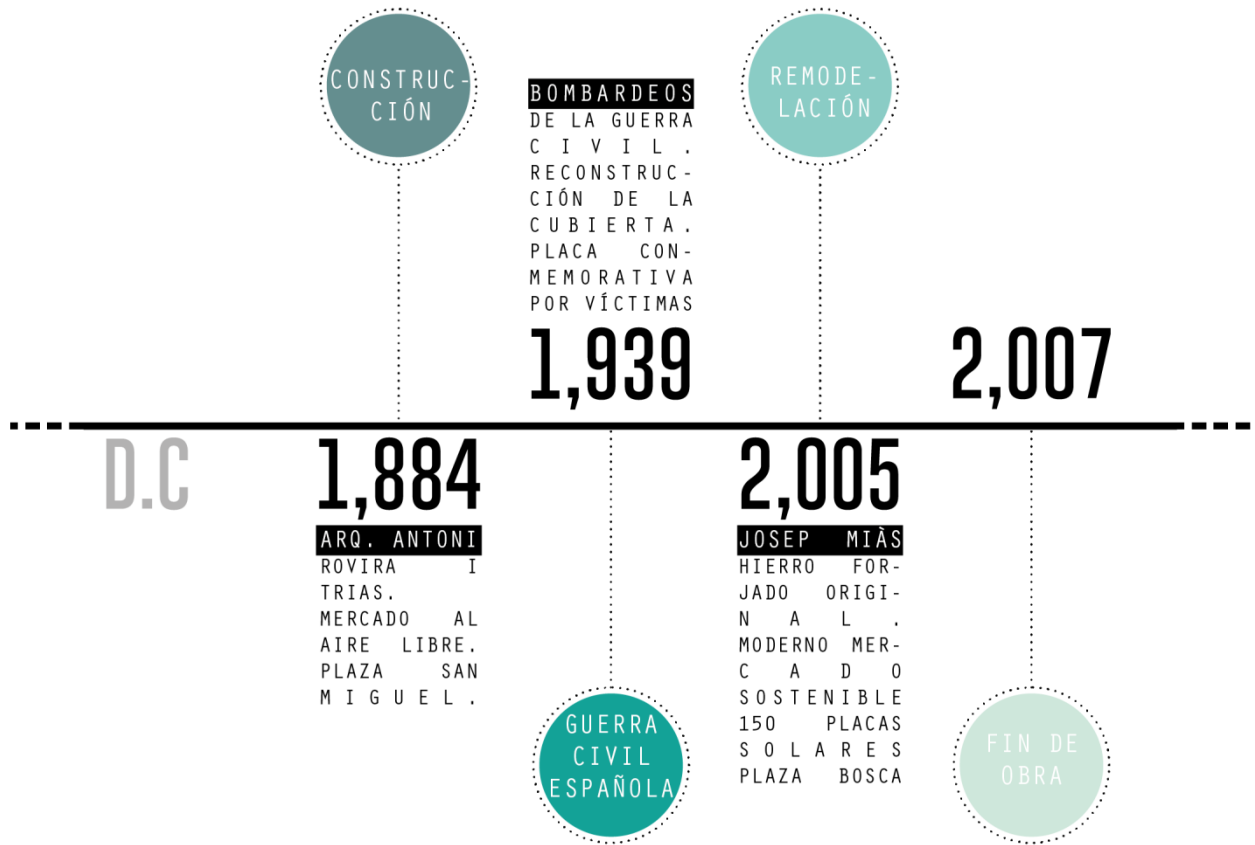 CONSTRUC-
CIÓN
BOMBARDEOS
DE LA GUERRA
CIVIL.
RECONSTRUC-
CIÓN DE LA
CUBIERTA.
PLACA CON-
MEMORATIVA
POR VÍCTIMAS
REMODE-
LACIÓN
1,939
2,007
D.C
1,884
ARQ. ANTONI
ROVIRA I
TRIAS.
MERCADO AL
AIRE LIBRE.
PLAZA SAN
MIGUEL.
GUERRA
CIVIL
ESPAÑOLA
2,005
JOSEP MIÀS
HIERRO FOR-
JADO ORIGI-
NAL.
MODERNO MER-
CADO
SOSTENIBLE
150 PLACAS
SOLARES
PLAZA BOSCA
FIN DE
OBRA